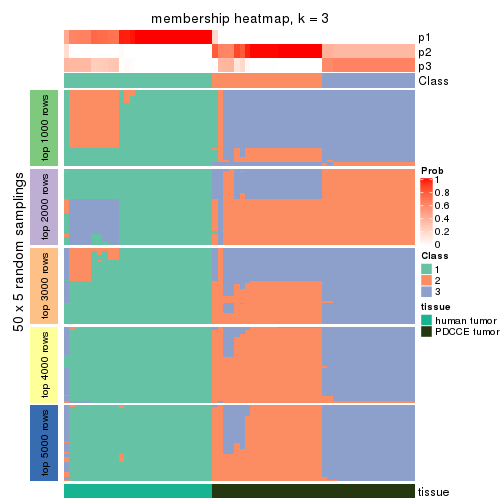 membership heatmap, k = 3
p1
p2
p3
Class
50 x 5 random samplings
top 1000 rows
top 2000 rows
top 3000 rows
top 4000 rows
top 5000 rows
Prob
1
0.8
0.6
0.4
0.2
0
Class
1
2
3
tissue
human tumor
PDCCE tumor
tissue